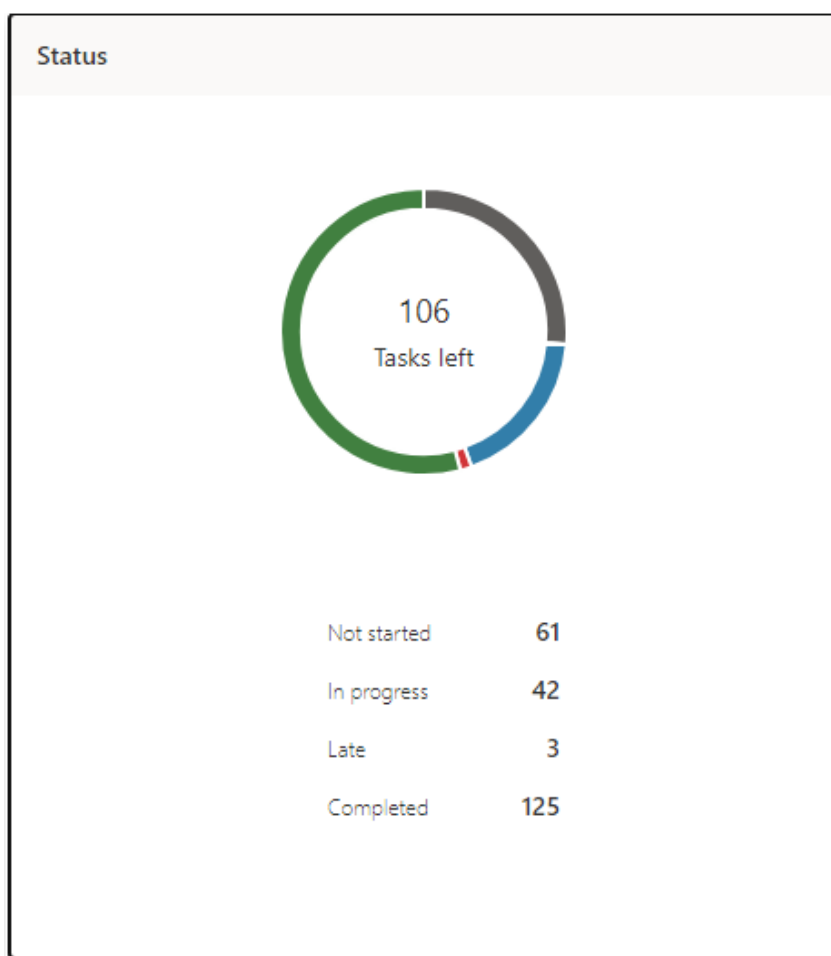 Status
106
Tasks left
Not started 61
In progress 42
Late 3
Completed 125